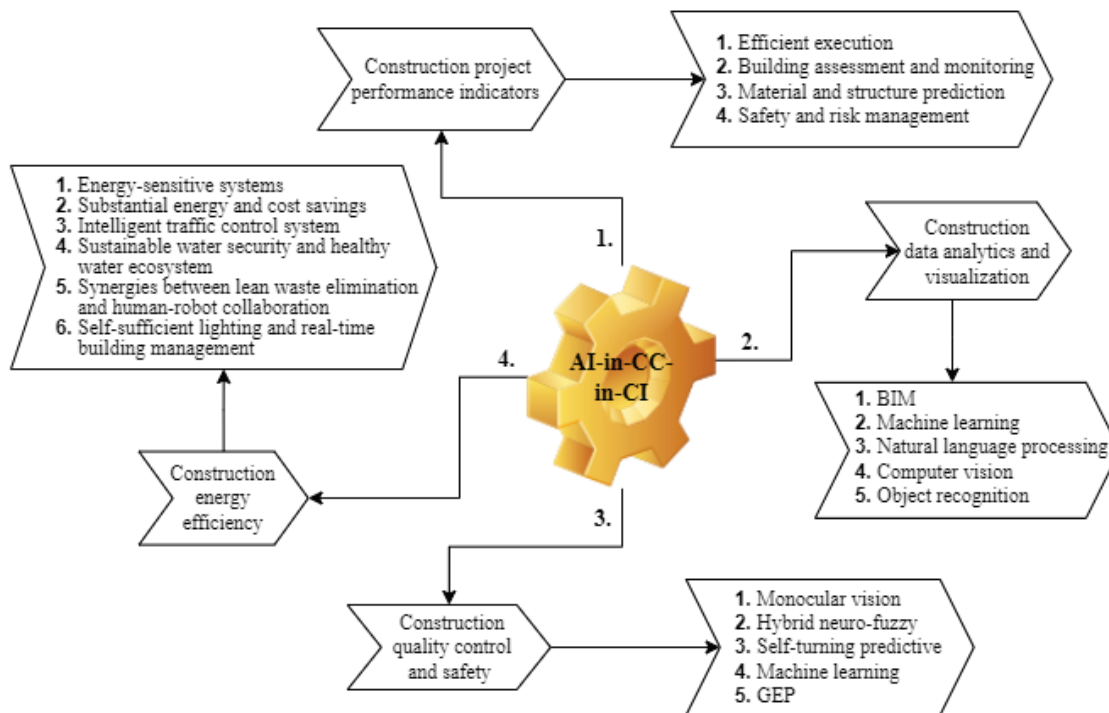 Construction project
performance indicators
1. Efficient execution
2. Building assessment and monitoring
3. Material and structure prediction
4. Safety and risk management
1. Energy-sensitive systems
2. Substantial energy and cost savings
3. Intelligent traffic control system
4. Sustainable water security and healthy
water ecosystem
5. Synergies between lean waste elimination
and human-robot collaboration
6. Self-sufficient lighting and real-time
building management
1.
Construction
data analytics and
visualization
2.
4.
AI-in-CC-
in-CI
1. BIM
2. Machine learning
3. Natural language processing
4. Computer vision
5. Object recognition
Construction
energy
efficiency
3.
Construction
quality control
and safety
1. Monocular vision
2. Hybrid neuro-fuzzy
3. Self-turning predictive
4. Machine learning
5. GEP